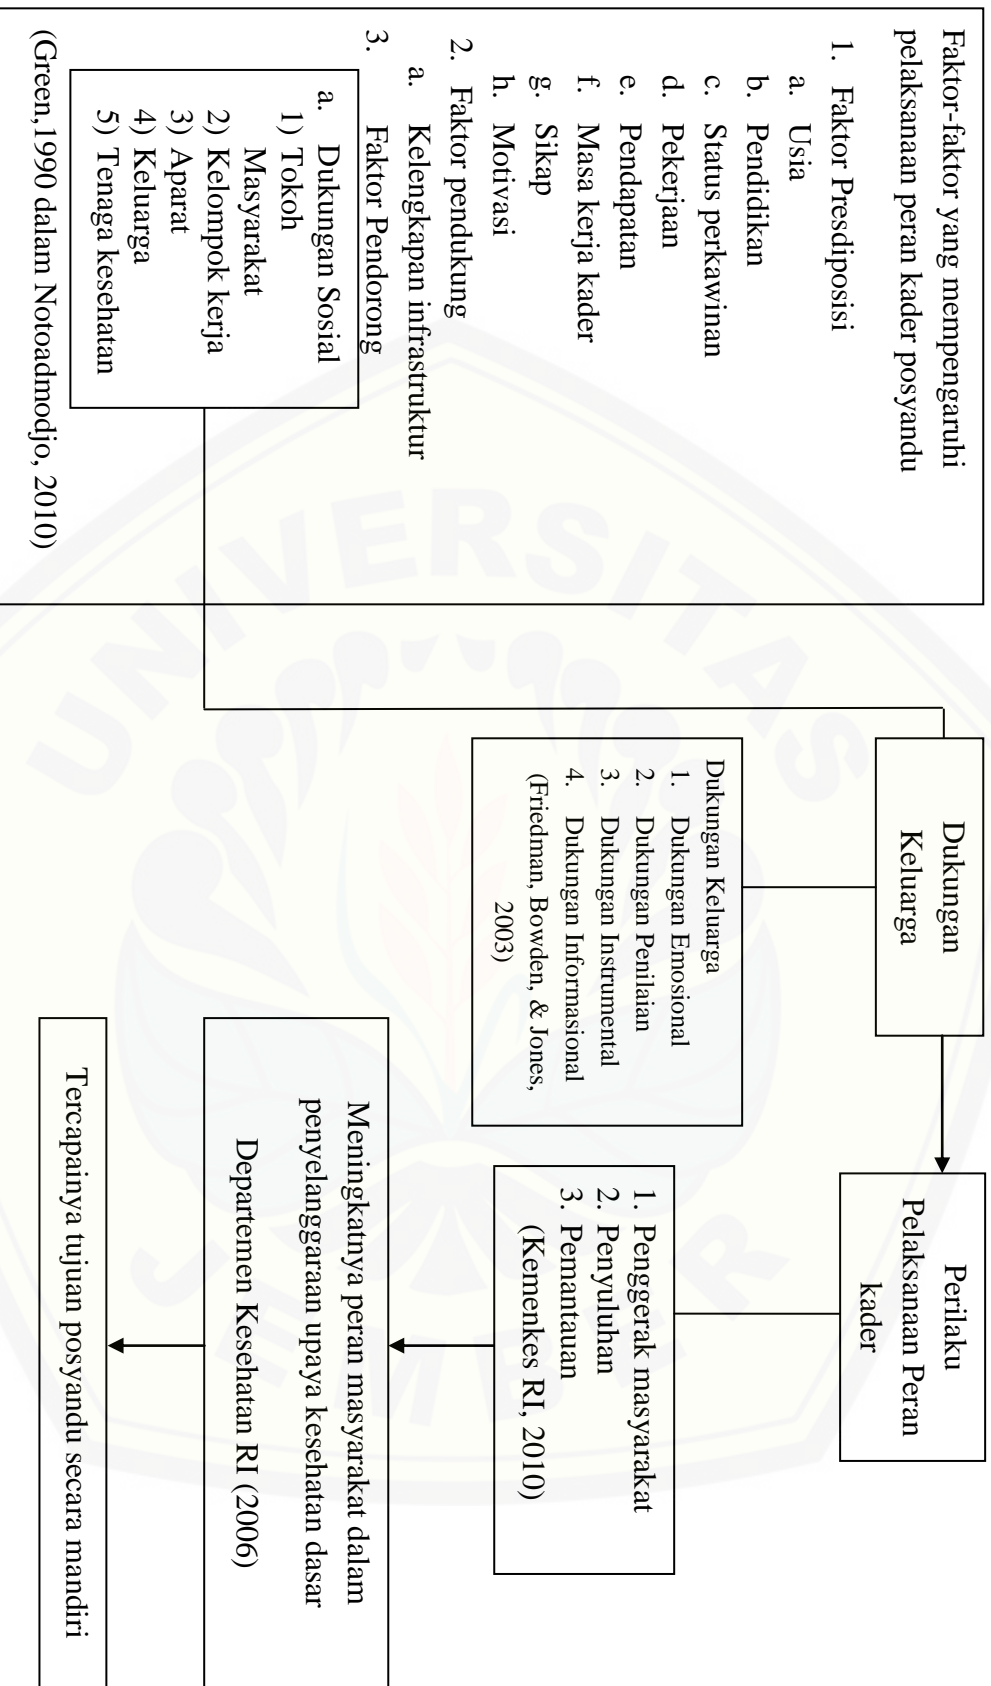 Faktor-faktor yang mempengaruhi
pelaksanaan peran kader posyandu
1. Faktor Presdiposisi
a. Usia
b. Pendidikan
c. Status perkawinan
d. Pekerjaan
e. Pendapatan
f. Masa kerja kader
g. Sikap
h. Motivasi
2. Faktor pendukung
a. Kelengkapan infrastruktur
3. Faktor Pendorong
a. Dukungan Sosial
1) Tokoh
Masyarakat
2) Kelompok kerja
3) Aparat
4) Keluarga
5) Tenaga kesehatan
(Green,1990 dalam Notoadmodjo, 2010)
Dukungan
Keluarga
Dukungan Keluarga
1. Dukungan Emosional
2. Dukungan Penilaian
3. Dukungan Instrumental
4. Dukungan Informasional
(Friedman, Bowden, & Jones,
2003)
Perilaku
Pelaksanaan Peran
kader
1. Penggerak masyarakat
2. Penyuluhan
3. Pemantauan
(Kemenkes RI, 2010)
Meningkatnya peran masyarakat dalam
penyelanggaraan upaya kesehatan dasar
Departemen Kesehatan RI (2006)
Tercapainya tujuan posyandu secara mandiri
UNIVERSITAS
JEMBER